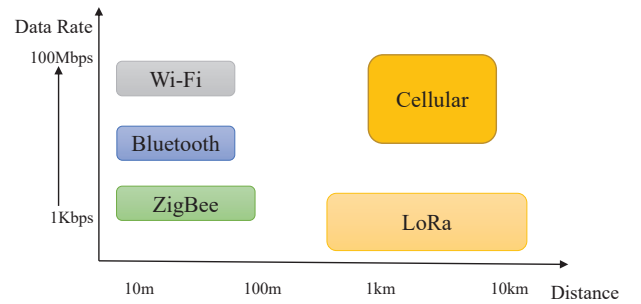 Data Rate
100Mbps
Wi-Fi
Cellular
Bluetooth
ZigBee
1Kbps
LoRa
10m
100m
1km
10km
Distance